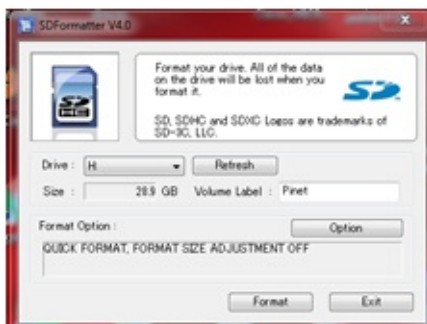 SDFormatter V4.0
Format your drive. All of the data
on the drive will be lost when you
format it.
SD, SDHC and SDXC Logos are trademarks of
SD-3C, LLC.
Drive : H: Refresh
Size : 28.9 GB Volume Label : Pinet
Format Option : Option
QUICK FORMAT, FORMAT SIZE ADJUSTMENT OFF
Format Exit